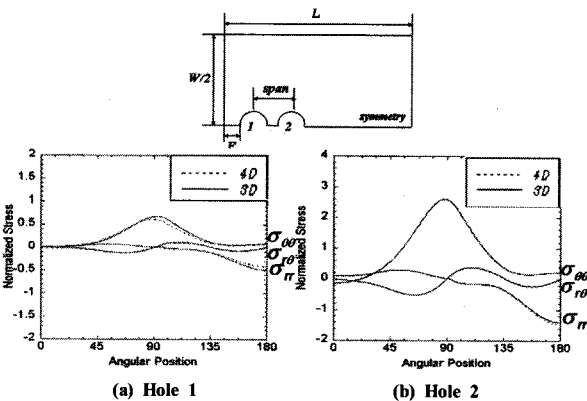 L
W/2
span
symmetry
1 2
E
2
1.5
1
0.5
0
-0.5
-1
-1.5
-2
Normalized Stress
4D
3D
σθθ
σrθ
σrr
0 45 90 135 180
Angular Position
(a) Hole 1
4
3
2
1
0
-1
-2
Normalized Stress
4D
3D
σθθ
σrθ
σrr
0 45 90 135 180
Angular Position
(b) Hole 2